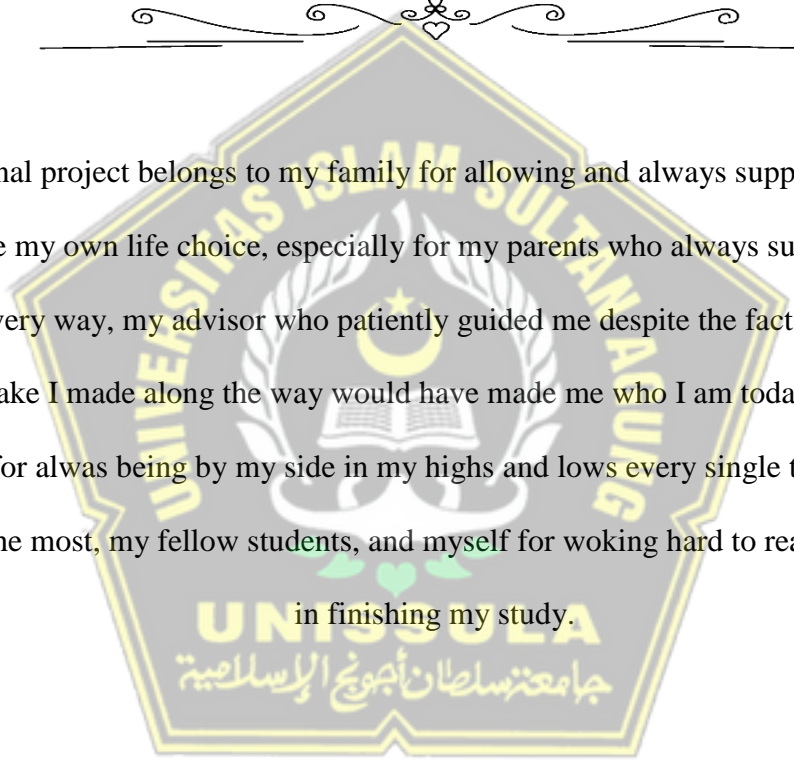 UNIVERSITAS ISLAM SULTAN AGUNG
nal project belongs to my family for allowing and always supp
e my own life choice, especially for my parents who always su
very way, my advisor who patiently guided me despite the fact
ake I made along the way would have made me who I am toda
for alwas being by my side in my highs and lows every single t
he most, my fellow students, and myself for woking hard to rea
in finishing my study.
UNISSULA
جامعة سلطان أجونج الإسلامية